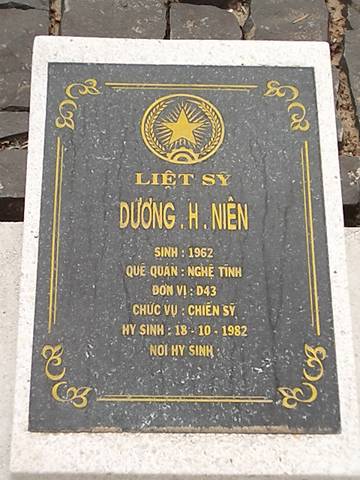 LIỆT SỸ
DƯƠNG . H . NIÊN
SINH : 1962
QUÊ QUÁN : NGHỆ TĨNH
ĐƠN VỊ : D43
CHỨC VỤ : CHIẾN SỸ
HY SINH : 18 - 10 - 1982
NƠI HY SINH :